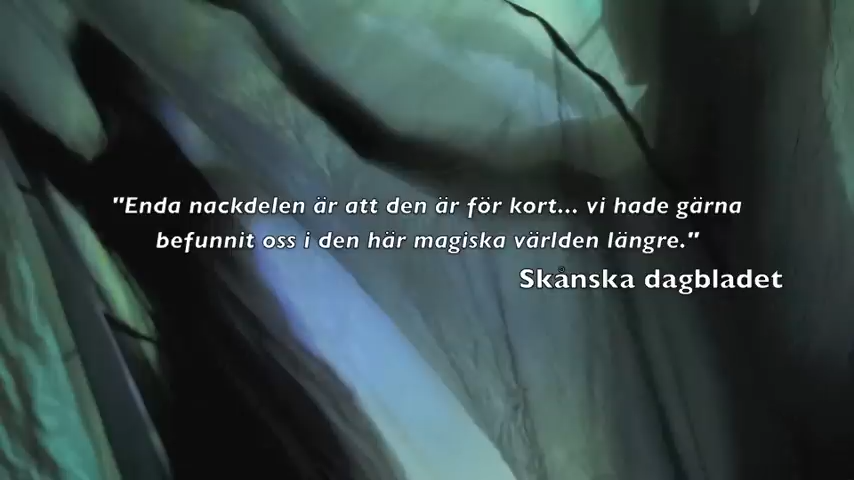 "Enda nackdelen är att den är för kort... vi hade gärna
befunnit oss i den här magiska världen längre."
Skånska dagbladet